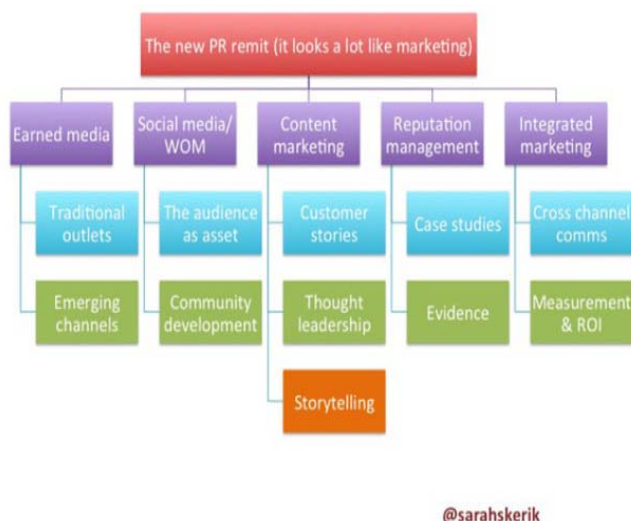 The new PR remit (it looks a lot like marketing)
Earned media
Social media/
WOM
Content
marketing
Reputation
management
Integrated
marketing
Traditional
outlets
The audience
as asset
Customer
stories
Case studies
Cross channel
comms
Emerging
channels
Community
development
Thought
leadership
Evidence
Measurement
& ROI
Storytelling
@sarahskerik